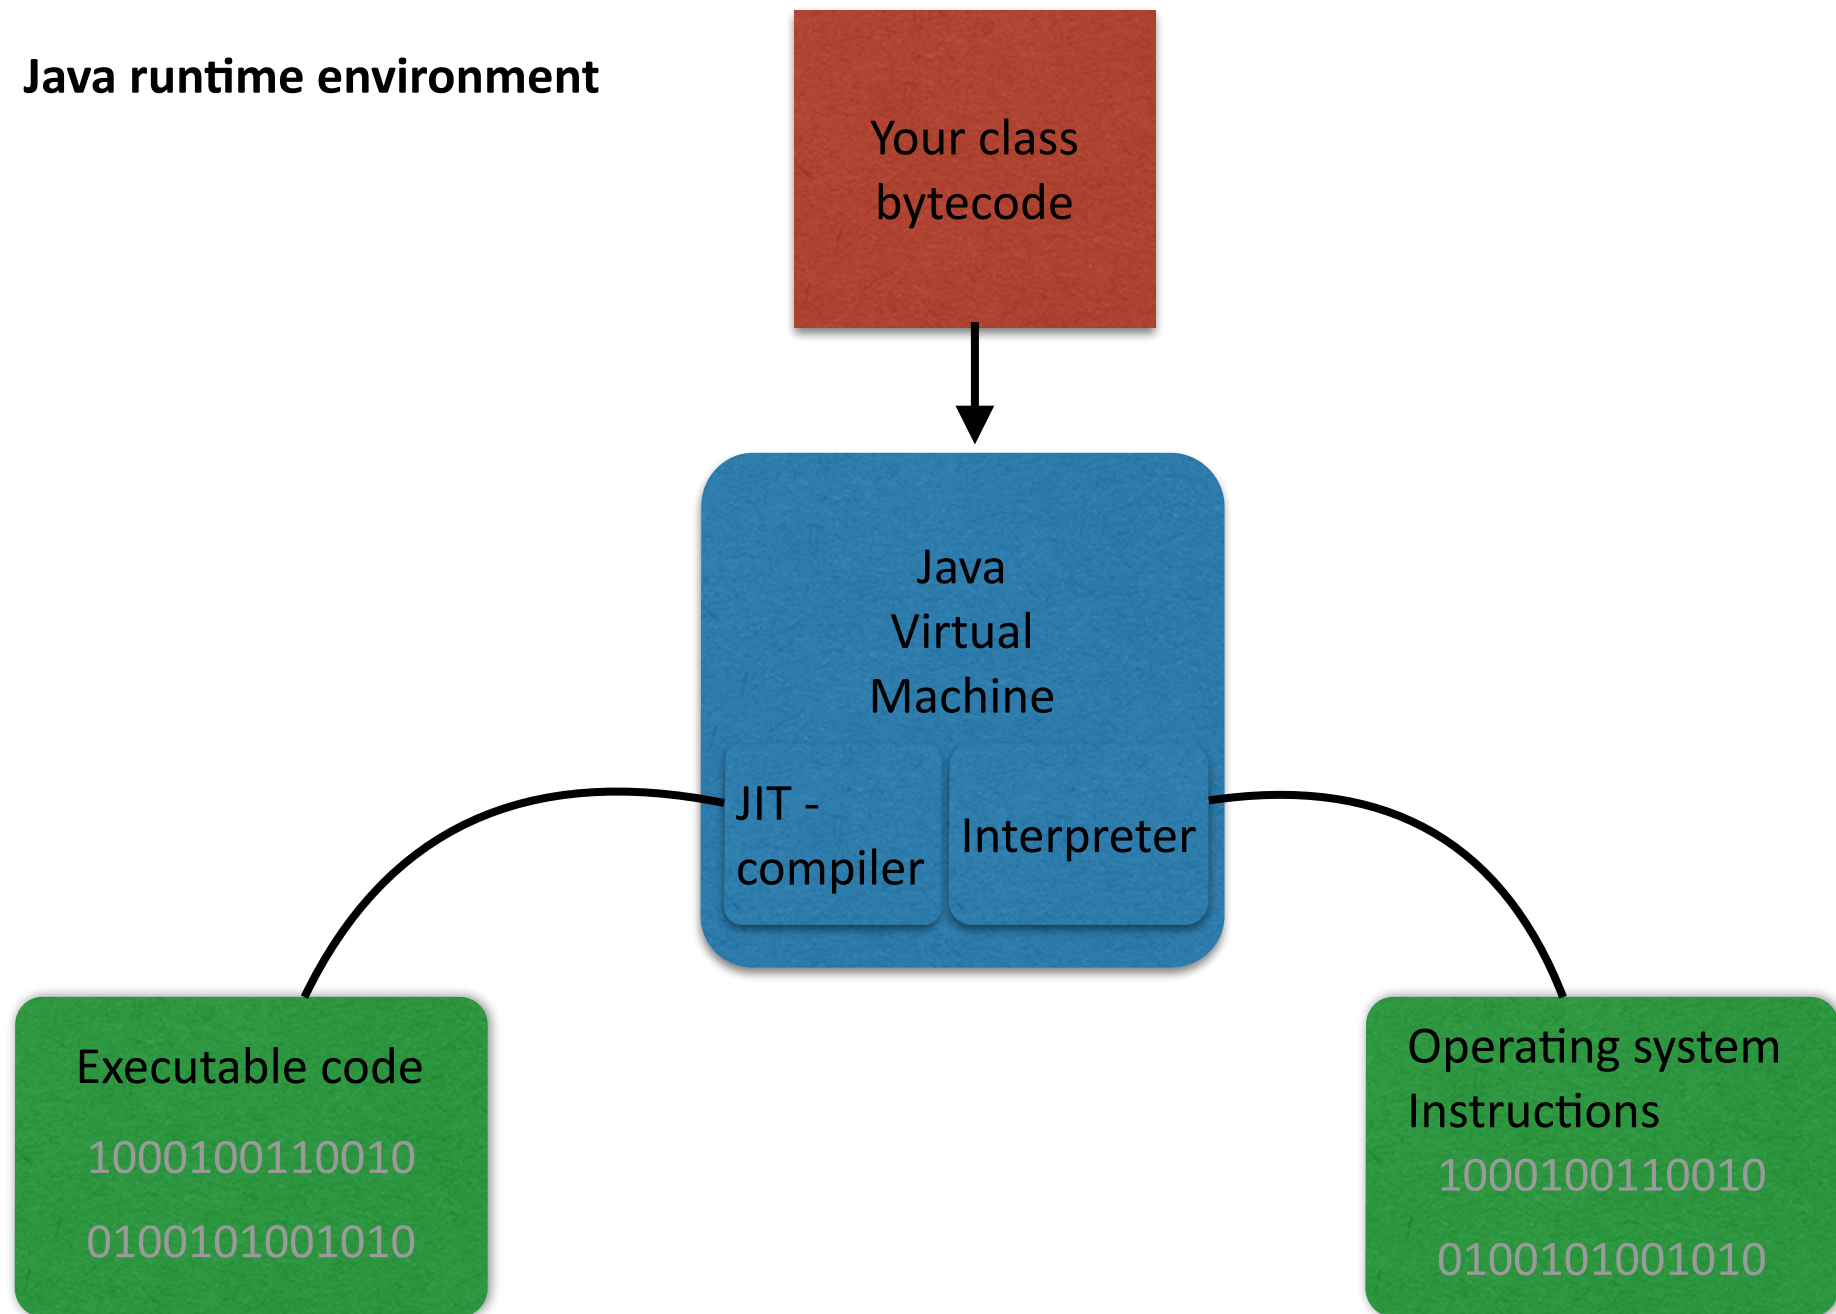 Java runtime environment
Your class
bytecode
Java
Virtual
Machine
JIT -
compiler
Interpreter
Executable code
1000100110010
0100101001010
Operating system
Instructions
1000100110010
0100101001010